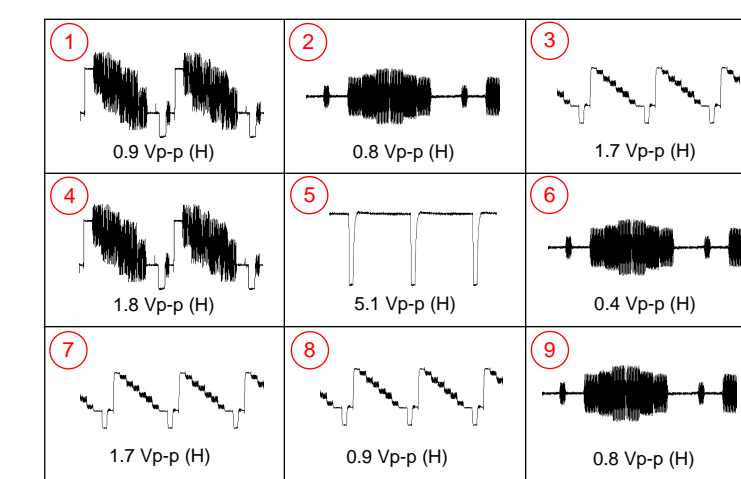 1
0.9 Vp-p (H)
2
0.8 Vp-p (H)
3
1.7 Vp-p (H)
4
1.8 Vp-p (H)
5
5.1 Vp-p (H)
6
0.4 Vp-p (H)
7
1.7 Vp-p (H)
8
0.9 Vp-p (H)
9
0.8 Vp-p (H)